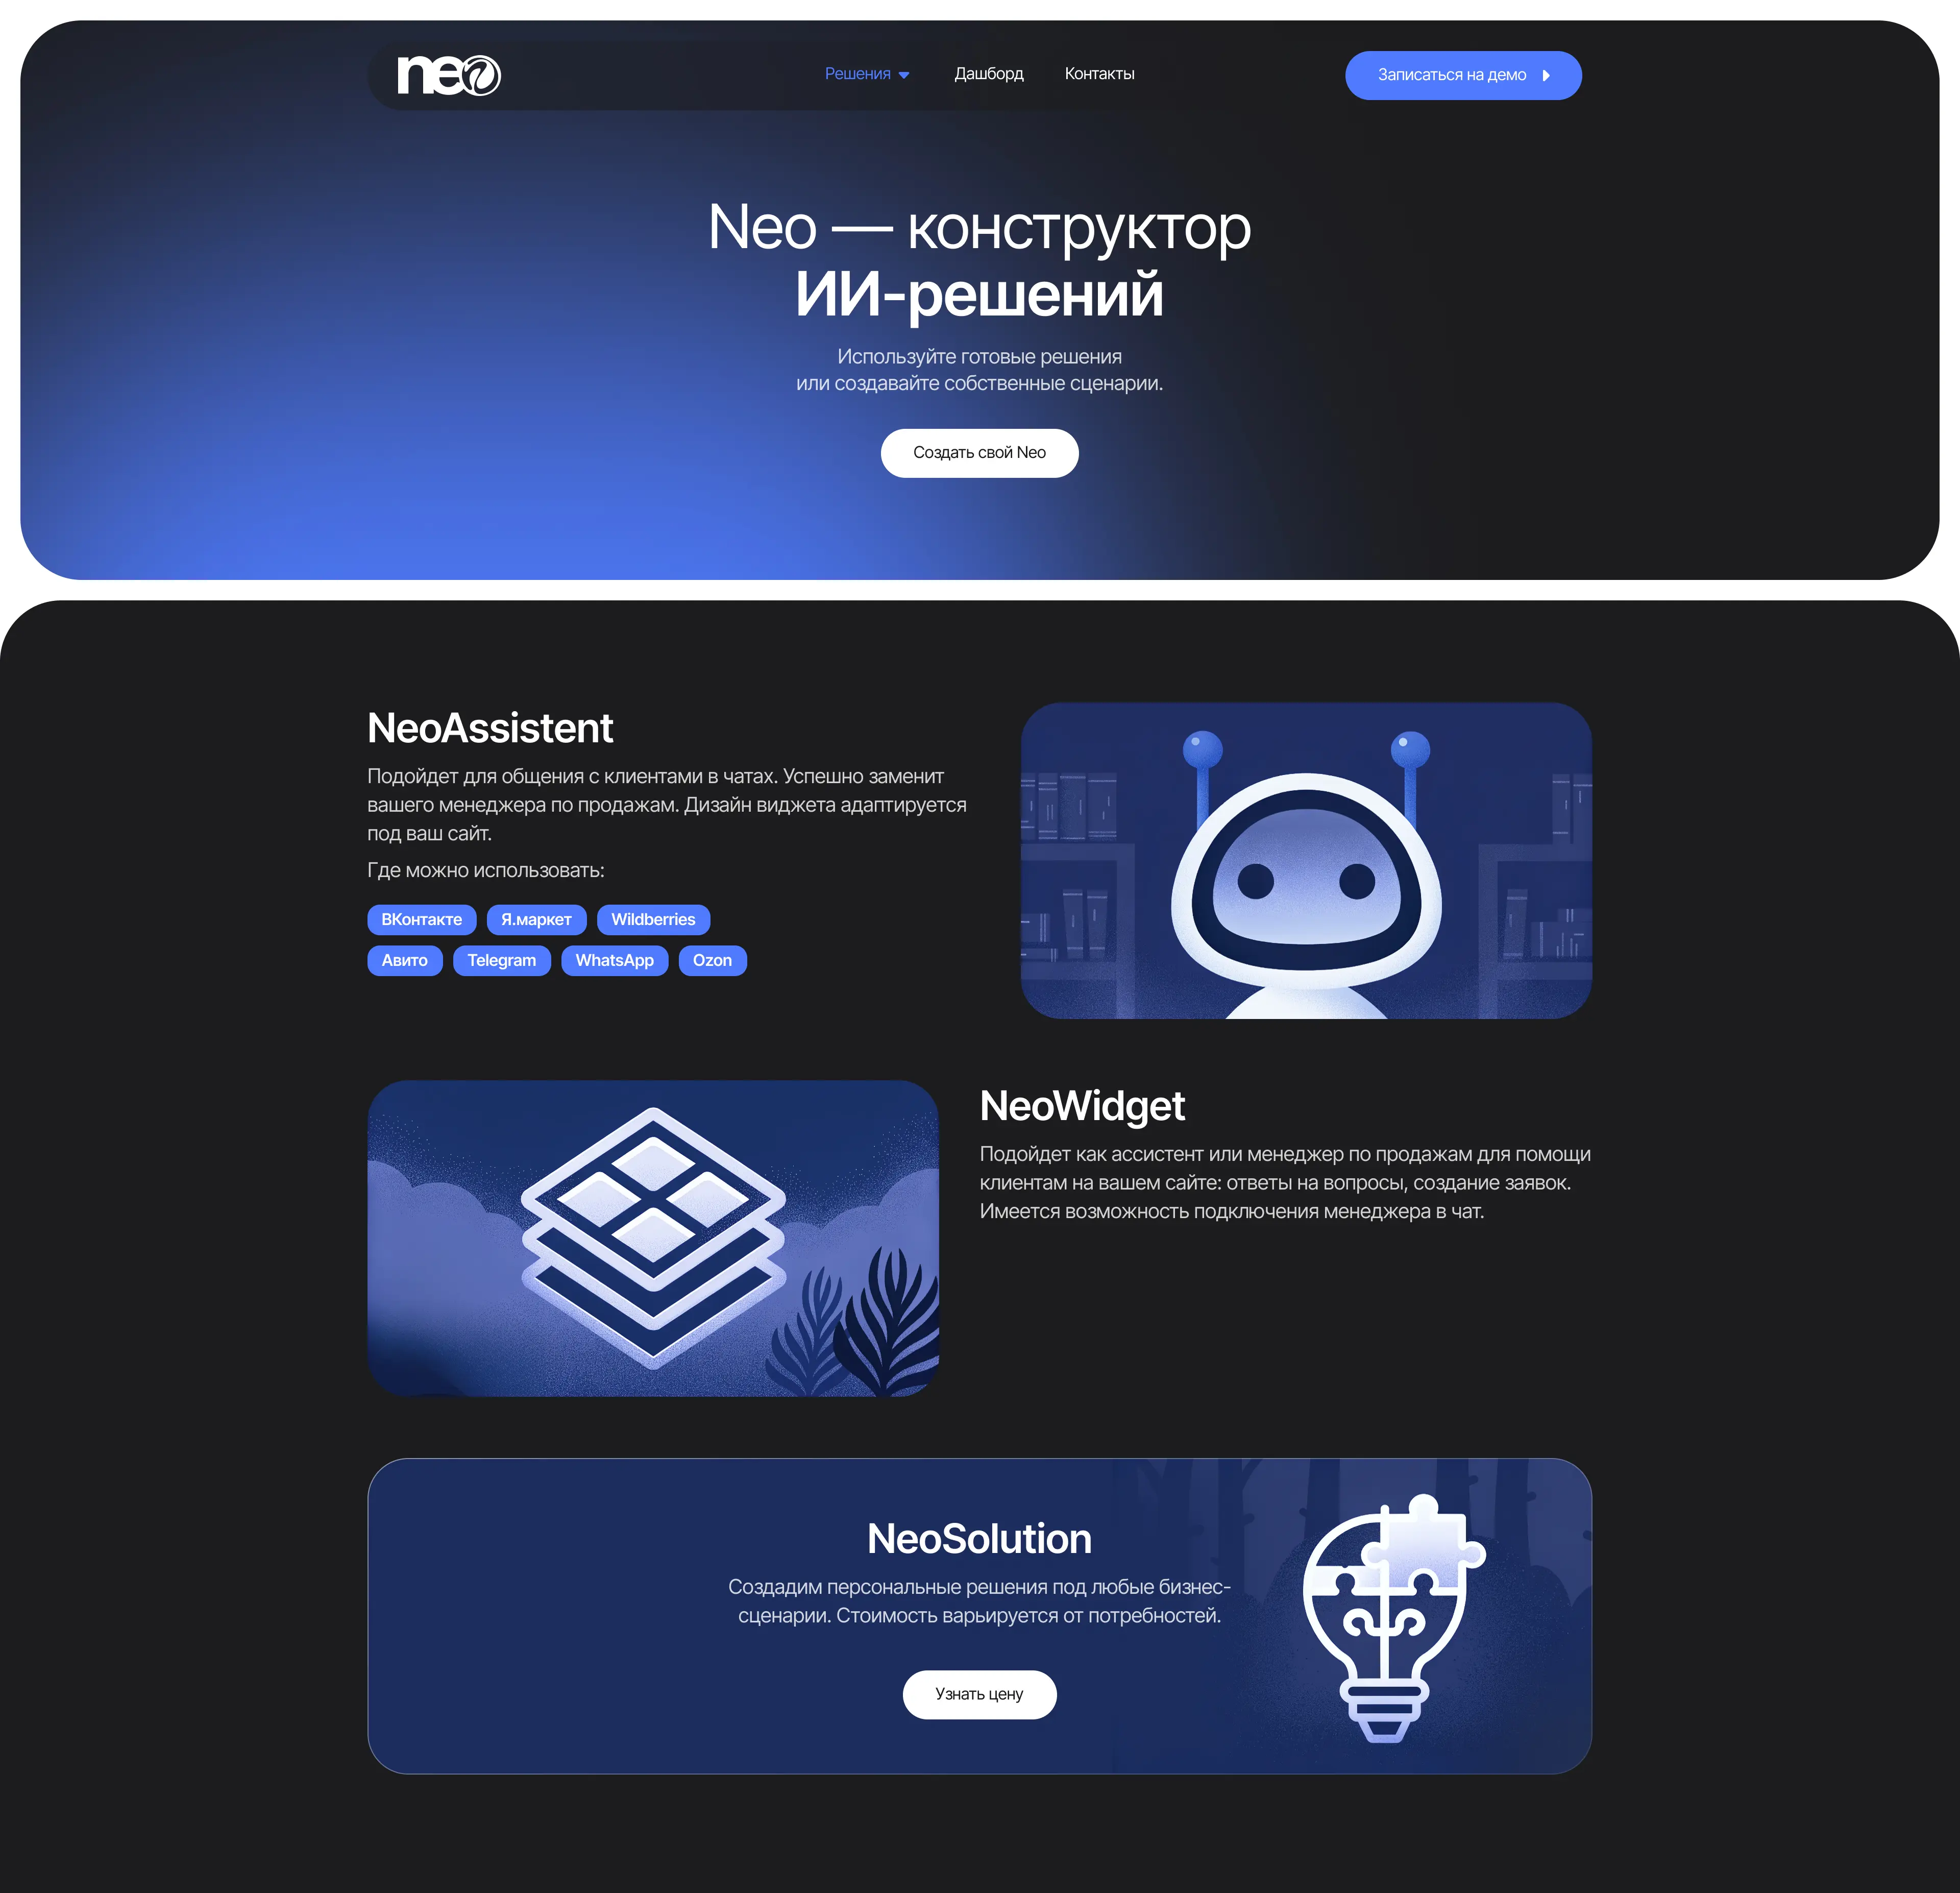 neo
Решения
Дашборд
Контакты
Записаться на демо
Neo — конструктор
ИИ-решений
Используйте готовые решения
или создавайте собственные сценарии.
Создать свой Neo
NeoAssistent
Подойдет для общения с клиентами в чатах. Успешно заменит
вашего менеджера по продажам. Дизайн виджета адаптируется
под ваш сайт.
Где можно использовать:
ВКонтакте
Я.маркет
Wildberries
Авито
Telegram
WhatsApp
Ozon
NeoWidget
Подойдет как ассистент или менеджер по продажам для помощи
клиентам на вашем сайте: ответы на вопросы, создание заявок.
Имеется возможность подключения менеджера в чат.
NeoSolution
Создадим персональные решения под любые бизнес-
сценарии. Стоимость варьируется от потребностей.
Узнать цену